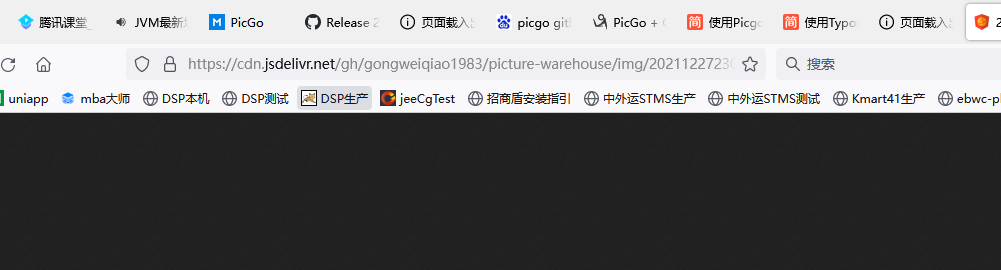 腾讯课堂_ JVM最新 PicGo Release 2 页面载入 picgo git PicGo + 使用Picgo 使用Typo 页面载入 2
https://cdn.jsdelivr.net/gh/gongweiqiao1983/picture-warehouse/img/2021122723 搜索
uniapp mba大师 DSP本机 DSP测试 DSP生产 jeeCgTest 招商盾安装指引 中外运STMS生产 中外运STMS测试 Kmart41生产 ebwc-pl